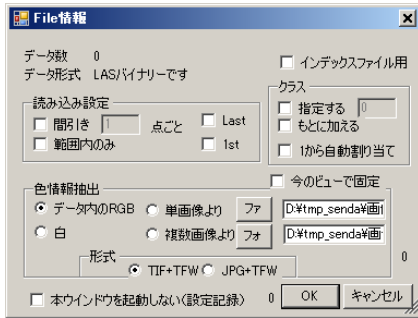 File情報
データ数 0
データ形式 LASバイナリーです
インデックスファイル用
読み込み設定
間引き 1 点ごと Last
範囲内のみ 1st
クラス
指定する 0
もとに加える
1から自動割り当て
今のビューで固定
色情報抽出
データ内のRGB 単画像より ファ D:¥tmp_senda¥画
白 複数画像より フォ D:¥tmp_senda¥画
0
形式
TIF+TFW JPG+TFW
本ウインドウを起動しない(設定記録) 0 OK キャンセル